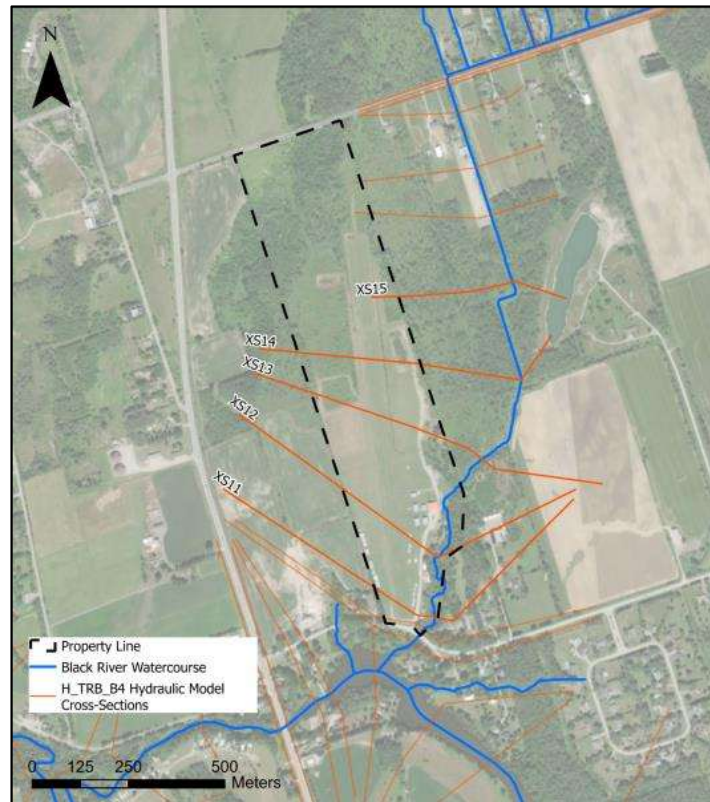 N
XS15
XS14
XS13
XS12
XS11
Property Line
Black River Watercourse
H_TRB_B4 Hydraulic Model
Cross-Sections
0 125 250 500
Meters